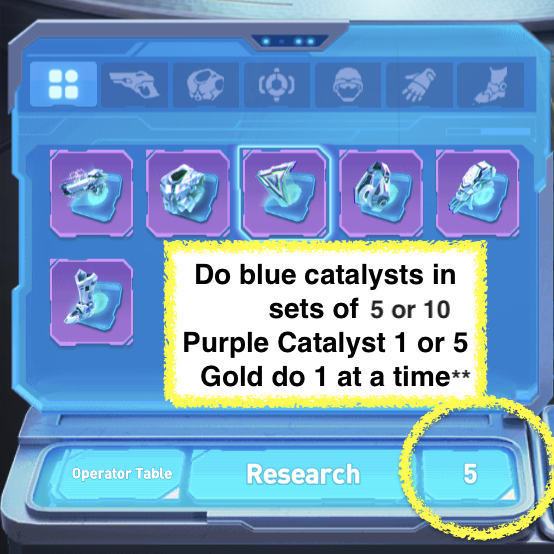 Do blue catalysts in
sets of 5 or 10
Purple Catalyst 1 or 5
Gold do 1 at a time**
Operator Table
Research
5